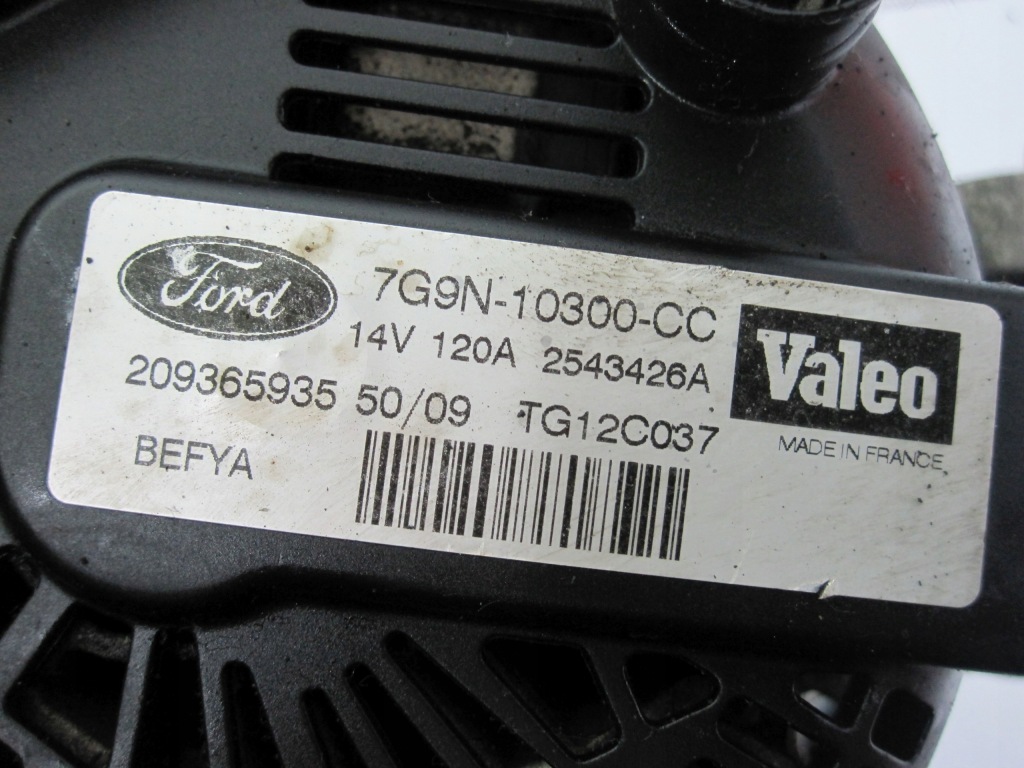 Ford
7G9N-10300-CC
14V 120A 2543426A
Valeo
209365935 50/09 TG12C037
MADE IN FRANCE
BEFYA